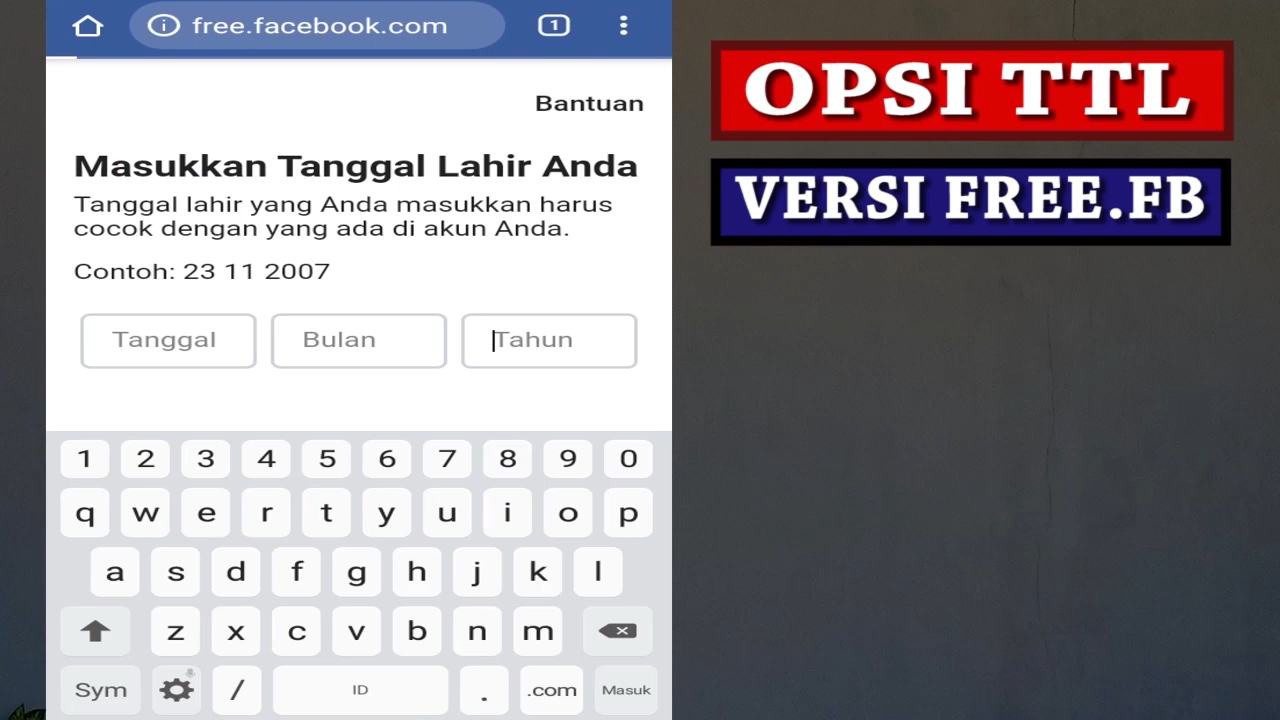 free.facebook.com
1
Bantuan
Masukkan Tanggal Lahir Anda
Tanggal lahir yang Anda masukkan harus
cocok dengan yang ada di akun Anda.
Contoh: 23 11 2007
Tanggal Bulan Tahun
1 2 3 4 5 6 7 8 9 0
q w e r t y u i o p
a s d f g h j k l
z x c v b n m
Sym / ID . .com Masuk
OPSI TTL
VERSI FREE.FB